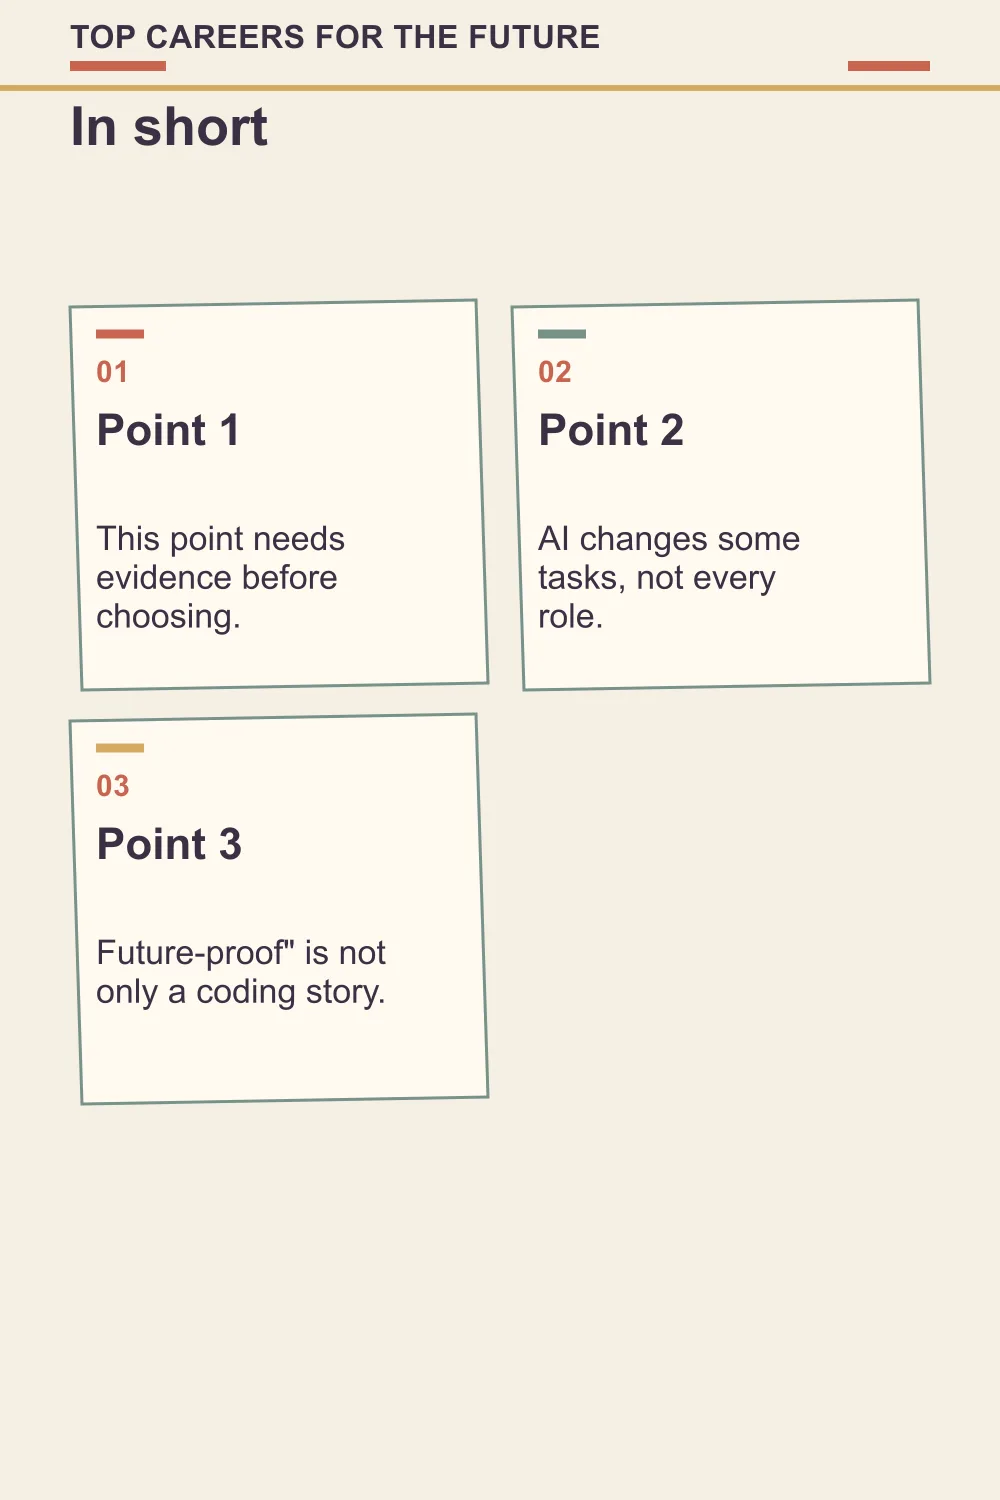 TOP CAREERS FOR THE FUTURE
In short
01
Point 1
This point needs
evidence before
choosing.
02
Point 2
AI changes some
tasks, not every
role.
03
Point 3
Future-proof" is not
only a coding story.